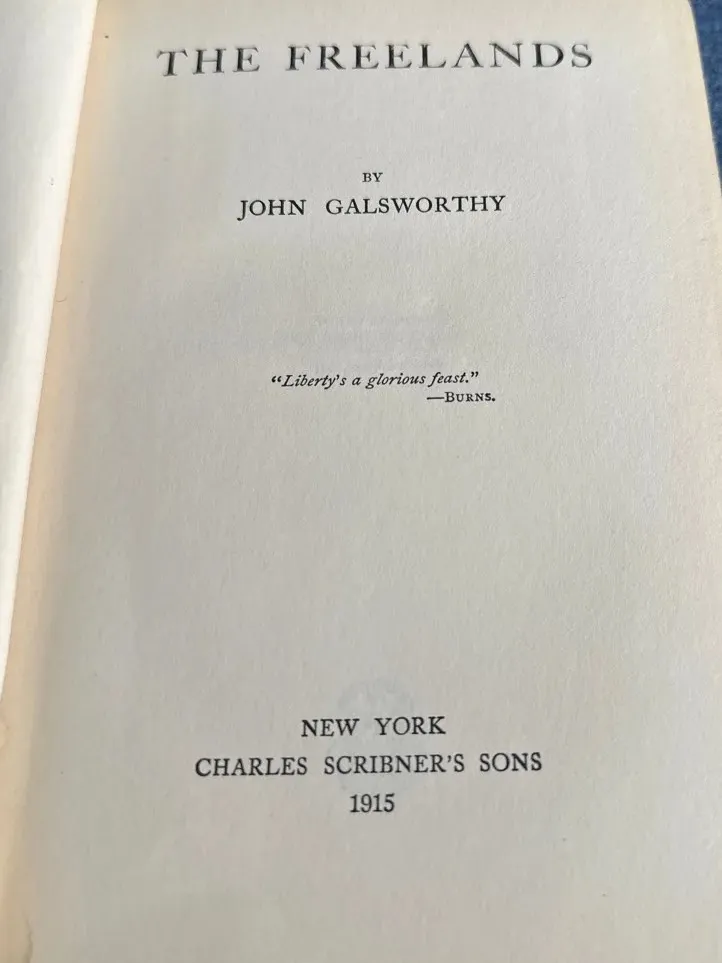 THE FREELANDS
BY
JOHN GALSWORTHY
“Liberty's a glorious feast.”
—BURNS.
NEW YORK
CHARLES SCRIBNER'S SONS
1915